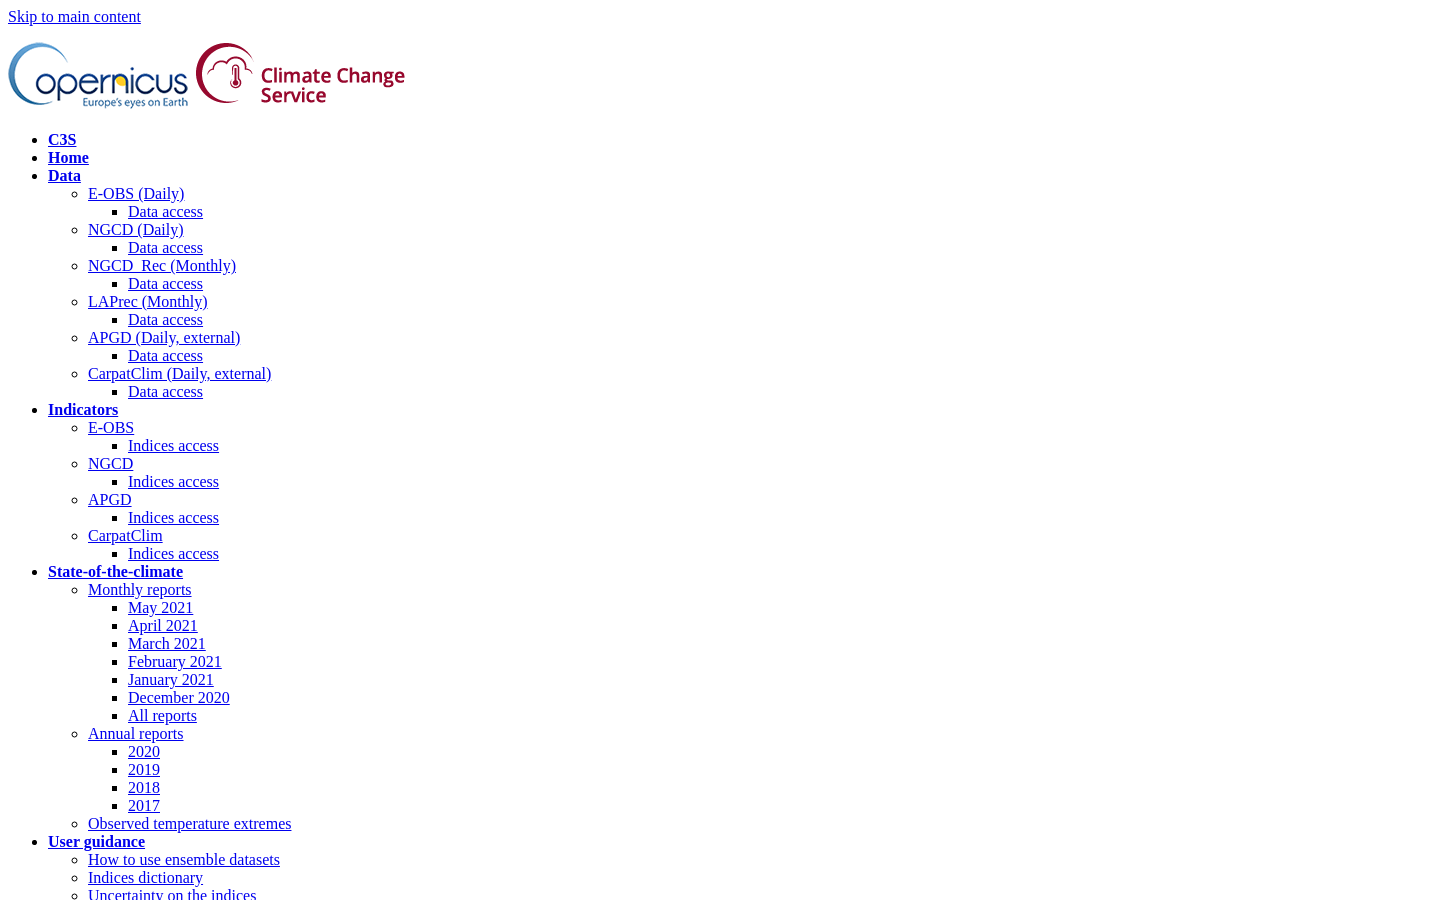 Skip to main content
opernicus
Europe's eyes on Earth
Climate Change
Service
C3S
Home
Data
E-OBS (Daily)
Data access
NGCD (Daily)
Data access
NGCD_Rec (Monthly)
Data access
LAPrec (Monthly)
Data access
APGD (Daily, external)
Data access
CarpatClim (Daily, external)
Data access
Indicators
E-OBS
Indices access
NGCD
Indices access
APGD
Indices access
CarpatClim
Indices access
State-of-the-climate
Monthly reports
May 2021
April 2021
March 2021
February 2021
January 2021
December 2020
All reports
Annual reports
2020
2019
2018
2017
Observed temperature extremes
User guidance
How to use ensemble datasets
Indices dictionary
Uncertainty on the indices